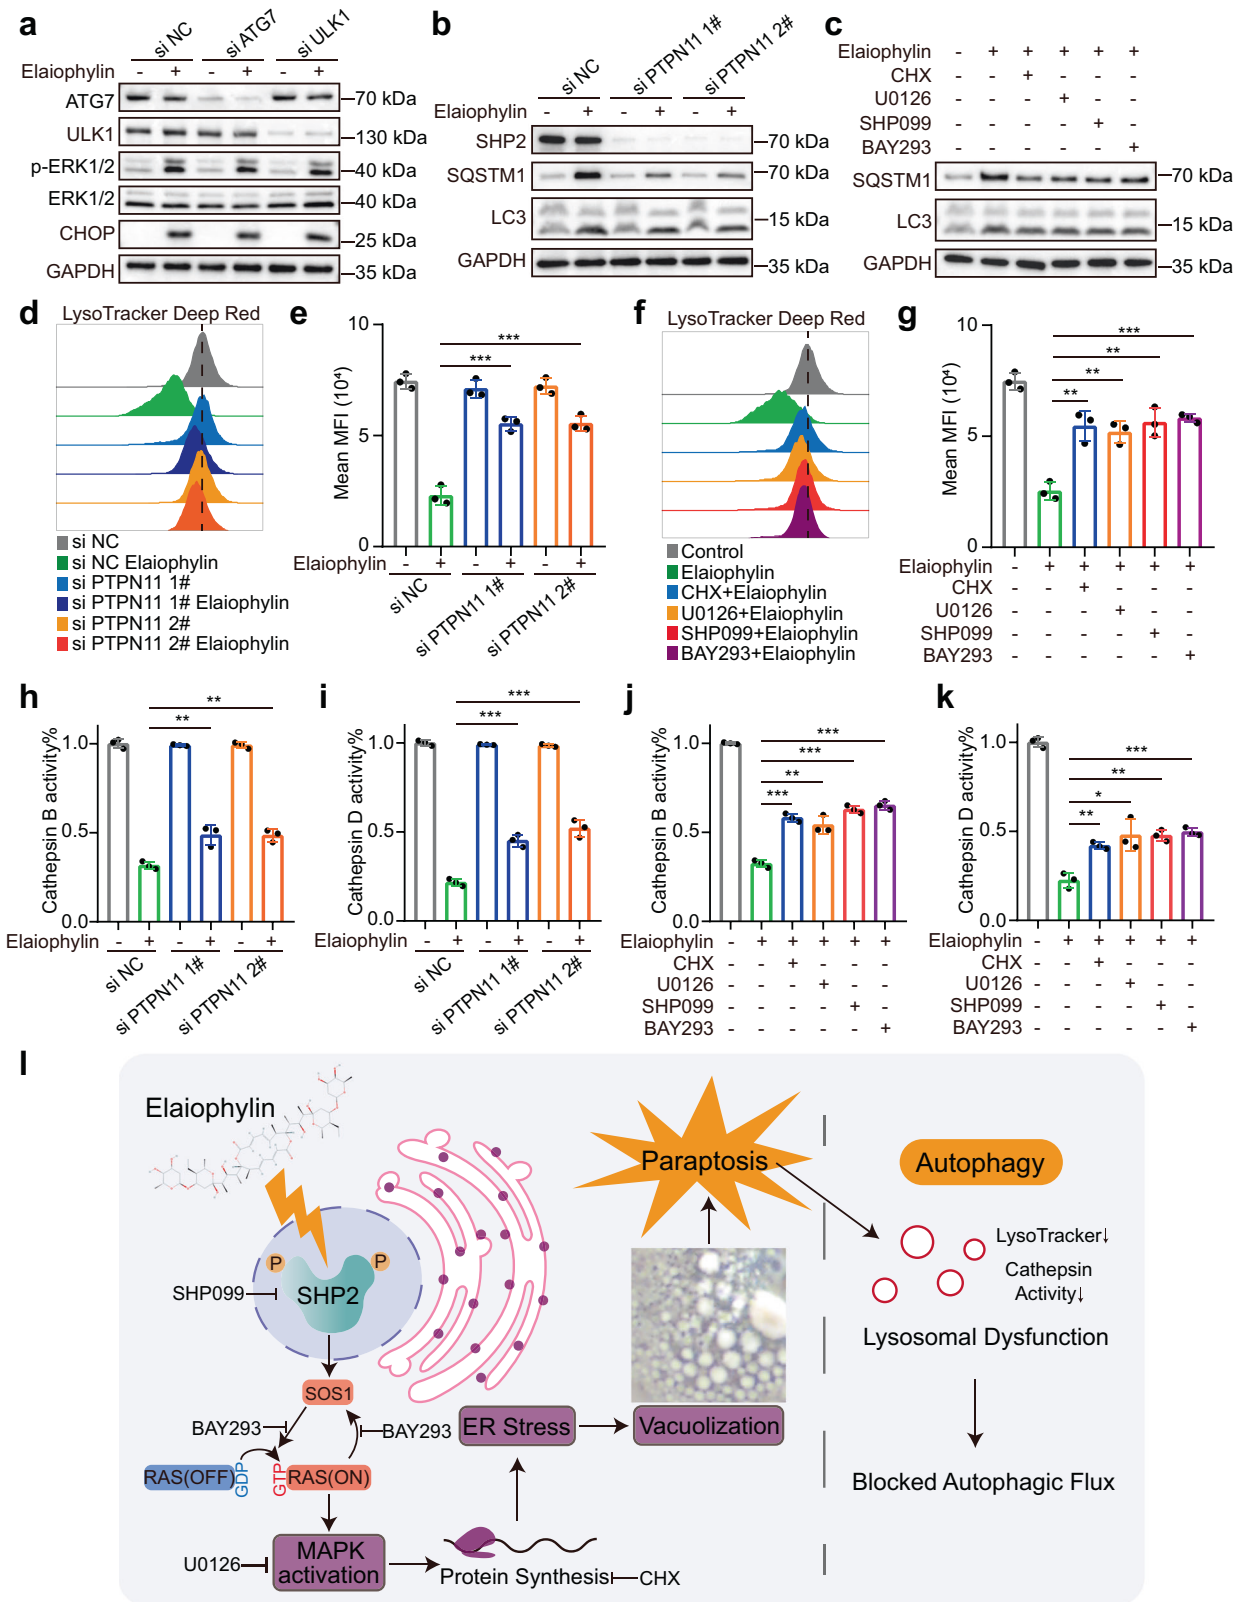 a
si NC
si ATG7
si ULK1
Elaiophylin - + - + - +
ATG7 70 kDa
ULK1 130 kDa
p-ERK1/2 40 kDa
ERK1/2 40 kDa
CHOP 25 kDa
GAPDH 35 kDa
b
si NC
si PTPN11 1#
si PTPN11 2#
Elaiophylin - + - + - +
SHP2 70 kDa
SQSTM1 70 kDa
LC3 15 kDa
GAPDH 35 kDa
c
Elaiophylin - + + + + +
CHX - - + - - -
U0126 - - - + - -
SHP099 - - - - + -
BAY293 - - - - - +
SQSTM1 70 kDa
LC3 15 kDa
GAPDH 35 kDa
d
LysoTracker Deep Red
si NC
si NC Elaiophylin
si PTPN11 1#
si PTPN11 1# Elaiophylin
si PTPN11 2#
si PTPN11 2# Elaiophylin
e
Mean MFI (10⁴)
10
5
0
***
***
Elaiophylin - + - + - +
si NC
si PTPN11 1#
si PTPN11 2#
f
LysoTracker Deep Red
Control
Elaiophylin
CHX+Elaiophylin
U0126+Elaiophylin
SHP099+Elaiophylin
BAY293+Elaiophylin
g
Mean MFI (10⁴)
10
5
0
***
**
**
**
Elaiophylin - + + + + +
CHX - - + - - -
U0126 - - - + - -
SHP099 - - - - + -
BAY293 - - - - - +
h
Cathepsin B activity%
1.0
0.5
0.0
**
**
Elaiophylin - + - + - +
si NC
si PTPN11 1#
si PTPN11 2#
i
Cathepsin D activity%
1.0
0.5
0.0
***
***
Elaiophylin - + - + - +
si NC
si PTPN11 1#
si PTPN11 2#
j
Cathepsin B activity%
1.0
0.5
0.0
***
***
**
***
Elaiophylin - + + + + +
CHX - - + - - -
U0126 - - - + - -
SHP099 - - - - + -
BAY293 - - - - - +
k
Cathepsin D activity%
1.0
0.5
0.0
***
**
*
**
Elaiophylin - + + + + +
CHX - - + - - -
U0126 - - - + - -
SHP099 - - - - + -
BAY293 - - - - - +
l
Elaiophylin
P
P
SHP099
SHP2
SOS1
BAY293
BAY293
RAS(OFF)
GDP
GTP
RAS(ON)
U0126
MAPK
activation
Protein Synthesis
CHX
ER Stress
Vacuolization
Paraptosis
Autophagy
LysoTracker↓
Cathepsin
Activity↓
Lysosomal Dysfunction
Blocked Autophagic Flux